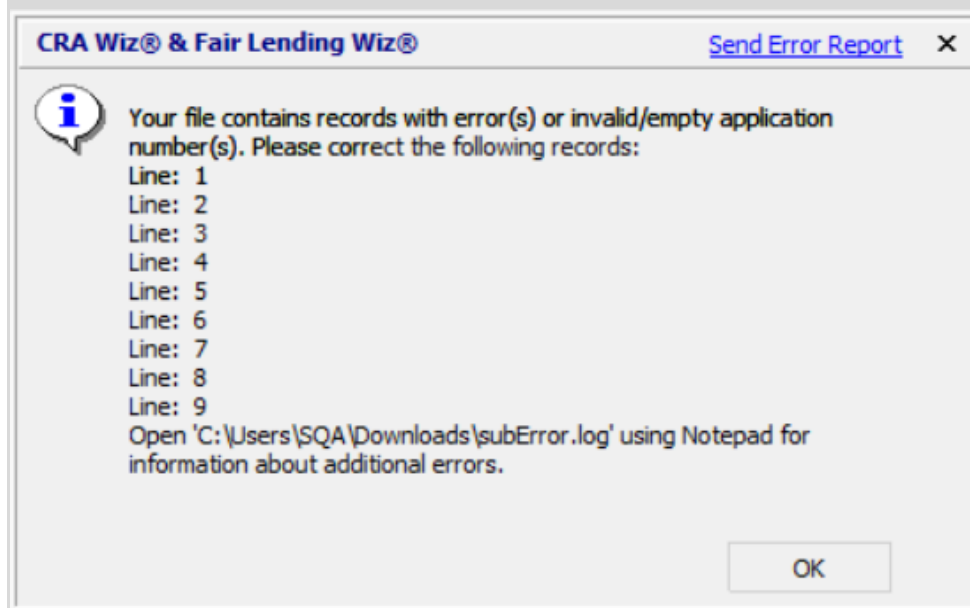 CRA Wiz® & Fair Lending Wiz® Send Error Report
Your file contains records with error(s) or invalid/empty application
number(s). Please correct the following records:
Line: 1
Line: 2
Line: 3
Line: 4
Line: 5
Line: 6
Line: 7
Line: 8
Line: 9
Open 'C:\Users\SQA\Downloads\subError.log' using Notepad for
information about additional errors.
OK